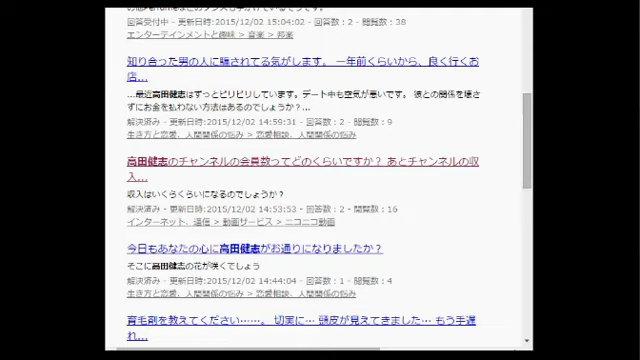 回答受付中 - 更新日時:2015/12/02 15:04:02 - 回答数：2 - 閲覧数：38
エンターテインメントと趣味 > 音楽 > 邦楽
知り合った男の人に騙されてる気がします。 一年前くらいから、良く行くお
店...
...最近高田健志はずっとピリピリしています。デート中も空気が悪いです。 彼との関係を壊さ
ずにお金を払わない方法はあるのでしょうか？...
解決済み - 更新日時:2015/12/02 14:59:31 - 回答数：2 - 閲覧数：9
生き方と恋愛、人間関係の悩み > 恋愛相談、人間関係の悩み
高田健志のチャンネルの会員数ってどのくらいですか？ あとチャンネルの収
入...
収入はいくらくらいになるのでしょうか？
解決済み - 更新日時:2015/12/02 14:53:53 - 回答数：2 - 閲覧数：16
インターネット、通信 > 動画サービス > ニコニコ動画
今日もあなたの心に高田健志がお通りになりましたか？
そこに高田健志の花が咲くでしょう
解決済み - 更新日時:2015/12/02 14:44:04 - 回答数：1 - 閲覧数：4
生き方と恋愛、人間関係の悩み > 恋愛相談、人間関係の悩み
育毛剤を教えてください……。 切実に… 頭皮が見えてきました… もう手遅
れ...